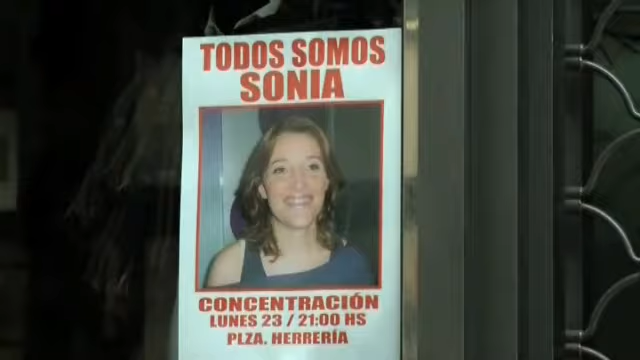 TODOS SOMOS
SONIA
CONCENTRACIÓN
LUNES 23 / 21:00 HS
PLZA. HERRERÍA